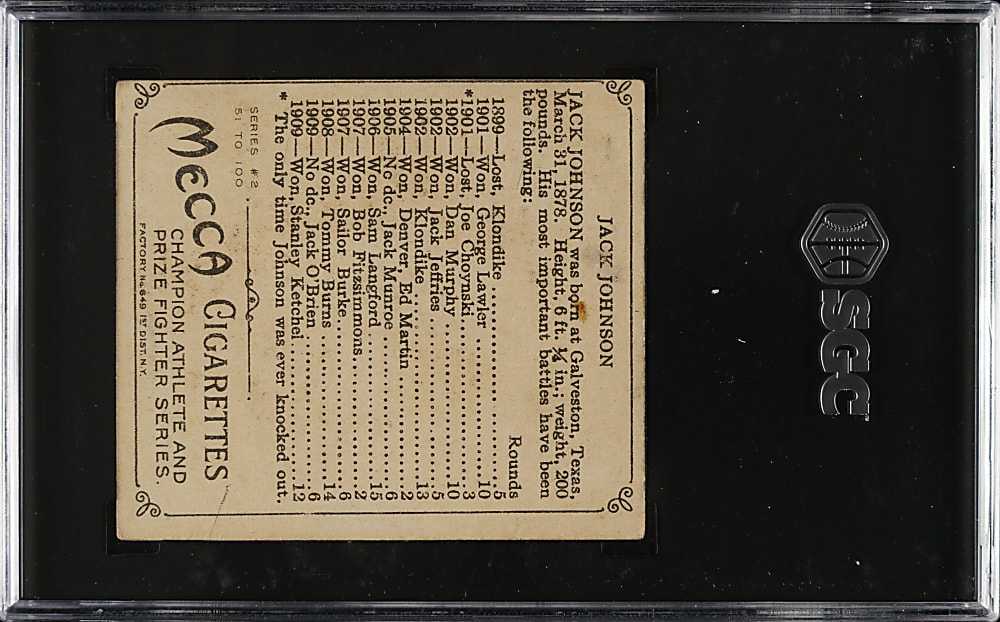 SGC
JACK JOHNSON
JACK JOHNSON was born at Galveston, Texas,
March 31, 1878. Height, 6 ft. ¾ in.; weight, 200
pounds. His most important battles have been
the following:
Rounds
1899—Lost, Klondike ........................ 5
1901—Won, George Lawler .................. 10
*1901—Lost, Joe Choynski.................. 3
1902—Won, Dan Murphy .................... 10
1902—Won, Jack Jeffries .................... 5
1902—Won, Klondike ........................ 13
1904—Won, Denver, Ed Martin ............ 2
1905—No dc., Jack Munroe .................. 6
1906—Won, Sam Langford .................. 15
1907—Won, Bob Fitzsimmons............... 2
1907—Won, Sailor Burke.................... 6
1908—Won, Tommy Burns .................. 14
1909—No dc., Jack O'Brien ................ 6
1909—Won, Stanley Ketchel................ 12
* The only time Johnson was ever knocked out.
SERIES #2
51 TO 100
MECCA CIGARETTES
CHAMPION ATHLETE AND
PRIZE FIGHTER SERIES.
FACTORY No. 649 1ST DIST. N.Y.